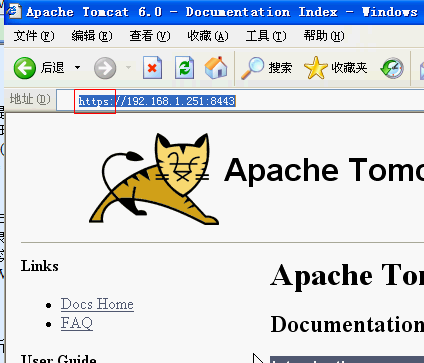 Apache Tomcat 6.0 - Documentation Index - Windows
文件(F) 编辑(E) 查看(V) 收藏(A) 工具(T) 帮助(H)
后退 搜索 收藏夹
地址(D) https://192.168.1.251:8443
Apache Tomc
Links
Docs Home
FAQ
User Guide
Apache Tom
Documentation